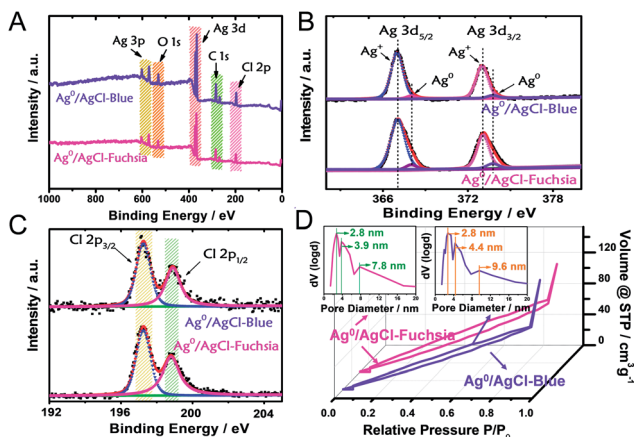 A
Ag 3p
O 1s
Ag 3d
C 1s
Cl 2p
Ag⁰/AgCl-Blue
Ag⁰/AgCl-Fuchsia
Intensity / a.u.
1000 800 600 400 200 0
Binding Energy / eV
B
Ag 3d5/2 Ag 3d3/2
Ag⁺ Ag⁺
Ag⁰ Ag⁰
Ag⁰/AgCl-Blue
Ag⁰/AgCl-Fuchsia
Intensity / a.u.
366 372 378
Binding Energy / eV
C
Cl 2p3/2 Cl 2p1/2
Ag⁰/AgCl-Blue
Ag⁰/AgCl-Fuchsia
Intensity / a.u.
192 196 200 204
Binding Energy / eV
D
dV (logd)
2.8 nm
3.9 nm
7.8 nm
0 4 8 12 16 20
Pore Diameter / nm
dV (logd)
2.8 nm
4.4 nm
9.6 nm
0 4 8 12 16 20
Pore Diameter / nm
Ag⁰/AgCl-Fuchsia
Ag⁰/AgCl-Blue
120
80
40
0
Volume @ STP / cm³ g⁻¹
0.0 0.2 0.4 0.6 0.8 1.0
Relative Pressure P/P₀